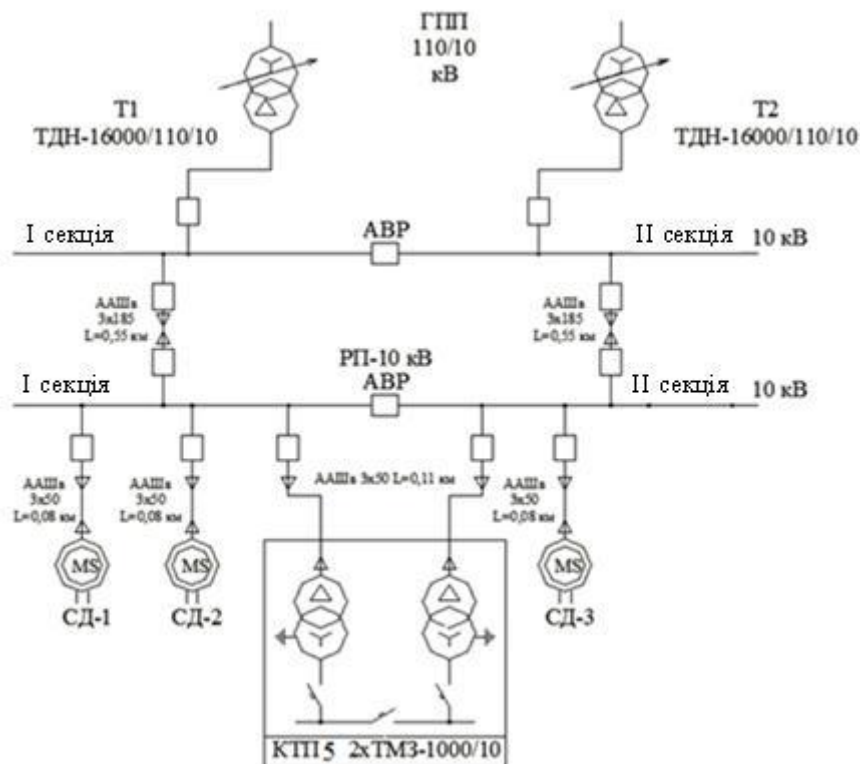 ГПП
110/10
кВ
Т1
ТДН-16000/110/10
Т2
ТДН-16000/110/10
І секція
АВР
ІІ секція
10 кВ
ААШв
3х185
L=0,55 км
ААШв
3х185
L=0,55 км
РП-10 кВ
І секція
АВР
ІІ секція
10 кВ
ААШв
3х50
L=0,08 км
ААШв
3х50
L=0,08 км
ААШв 3х50 L=0,11 км
ААШв
3х50
L=0,08 км
MS
MS
MS
СД-1
СД-2
СД-3
КТП 5 2хТМЗ-1000/10